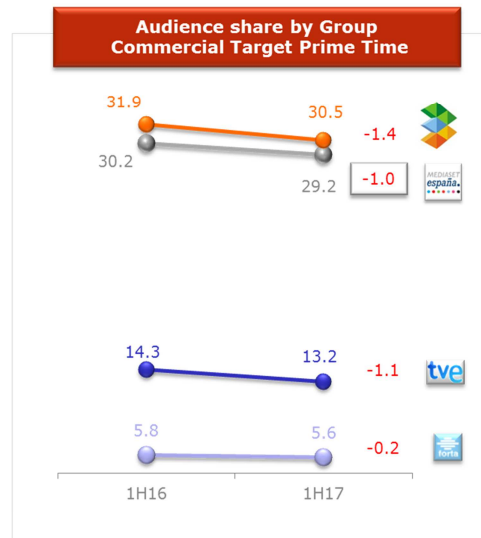 Audience share by Group
Commercial Target Prime Time
31.9
30.5
-1.4
30.2
29.2
-1.0
MEDIASET
españa.
14.3
13.2
-1.1
tve
5.8
5.6
-0.2
forta
1H16
1H17